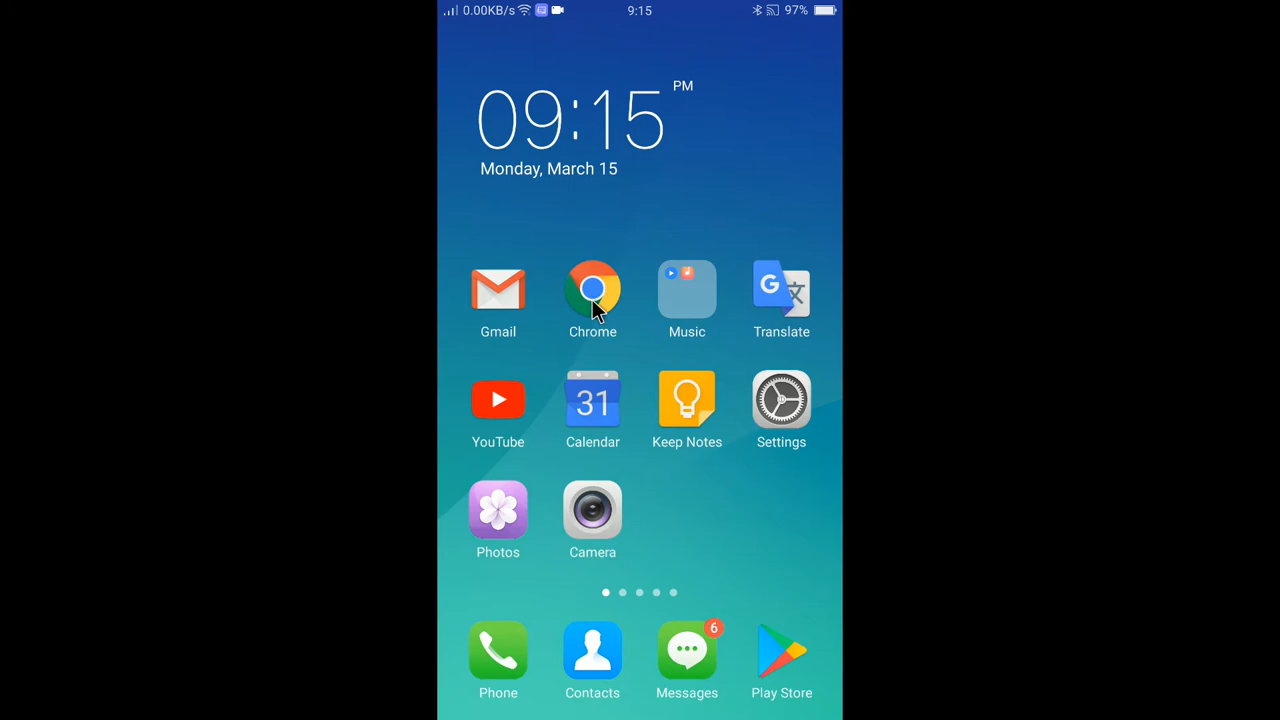 0.00KB/s 9:15 97%
09:15 PM
Monday, March 15
Gmail Chrome Music Translate
31
YouTube Calendar Keep Notes Settings
Photos Camera
6
Phone Contacts Messages Play Store